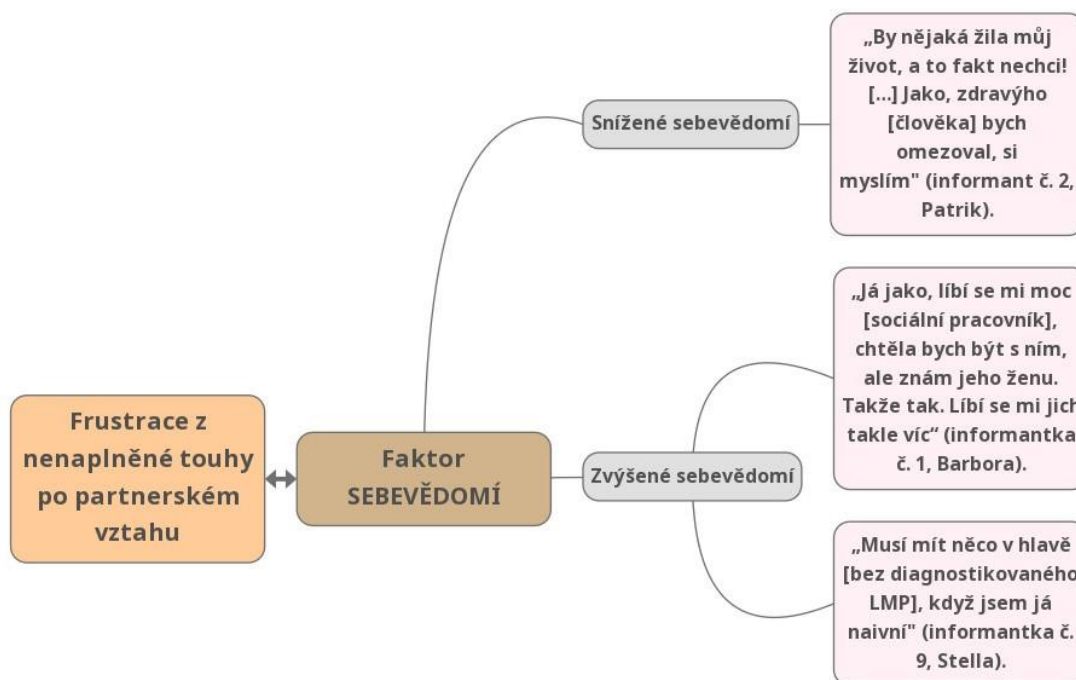 Frustrace z
nenaplněné touhy
po partnerském
vztahu
Faktor
SEBEVĚDOMÍ
Snížené sebevědomí
„By nějaká žila můj
život, a to fakt nechci!
[...] Jako, zdravýho
[člověka] bych
omezoval, si
myslím" (informant č. 2,
Patrik).
Zvýšené sebevědomí
„Já jako, líbí se mi moc
[sociální pracovník],
chtěla bych být s ním,
ale znám jeho ženu.
Takže tak. Líbí se mi jich
takle víc“ (informantka
č. 1, Barbora).
„Musí mít něco v hlavě
[bez diagnostikovaného
LMP], když jsem já
naivní" (informantka č.
9, Stella).